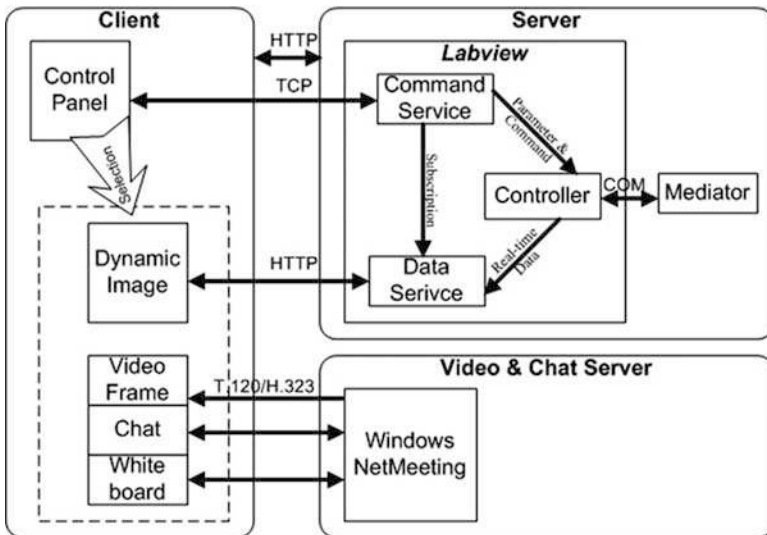 Client
Server
HTTP
Labview
Control
Panel
TCP
Command
Service
Parameter &
Command
Selection
Subscription
Controller
COM
Mediator
Dynamic
Image
HTTP
Data
Serivce
Real-time
Data
Video & Chat Server
Video
Frame
T.120/H.323
Chat
White
board
Windows
NetMeeting